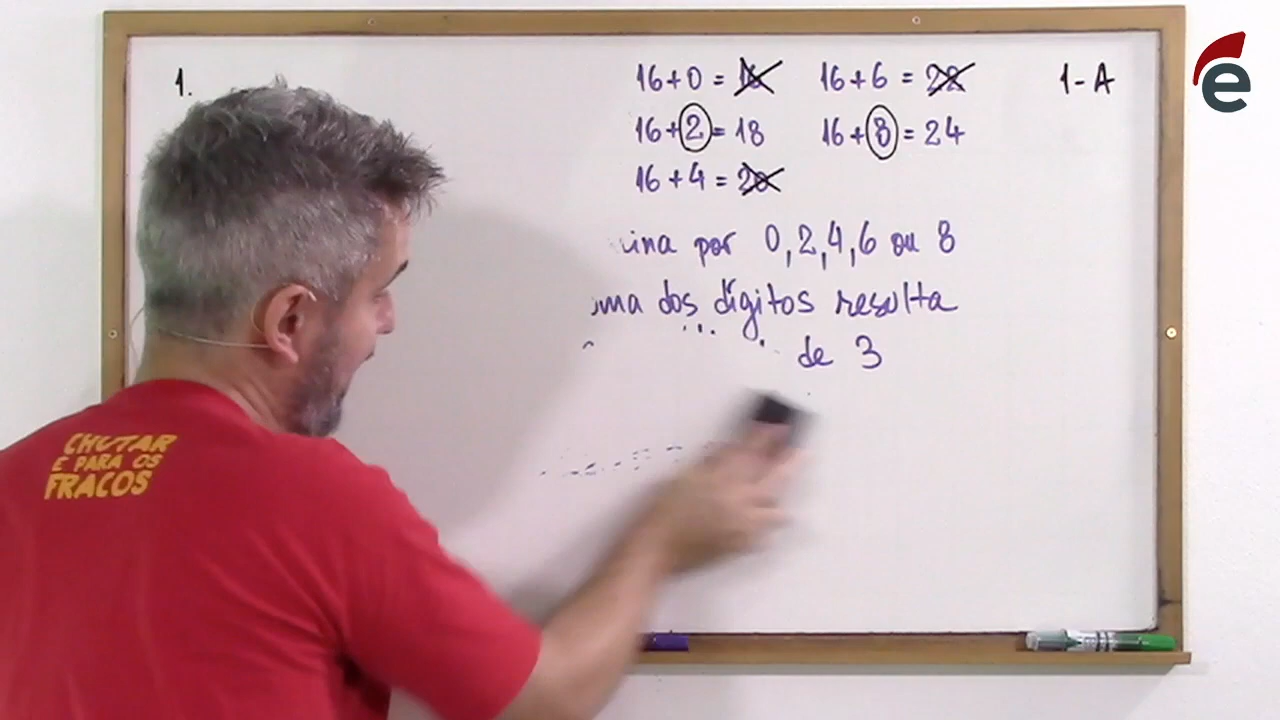 1.
16+0 = 16
16+6 = 22
1-A
16+2 = 18
16+8 = 24
16+4 = 20
ina por 0,2,4,6 ou 8
ma dos dígitos resulta
de 3
CHUTAR
É PARA OS
FRACOS
e